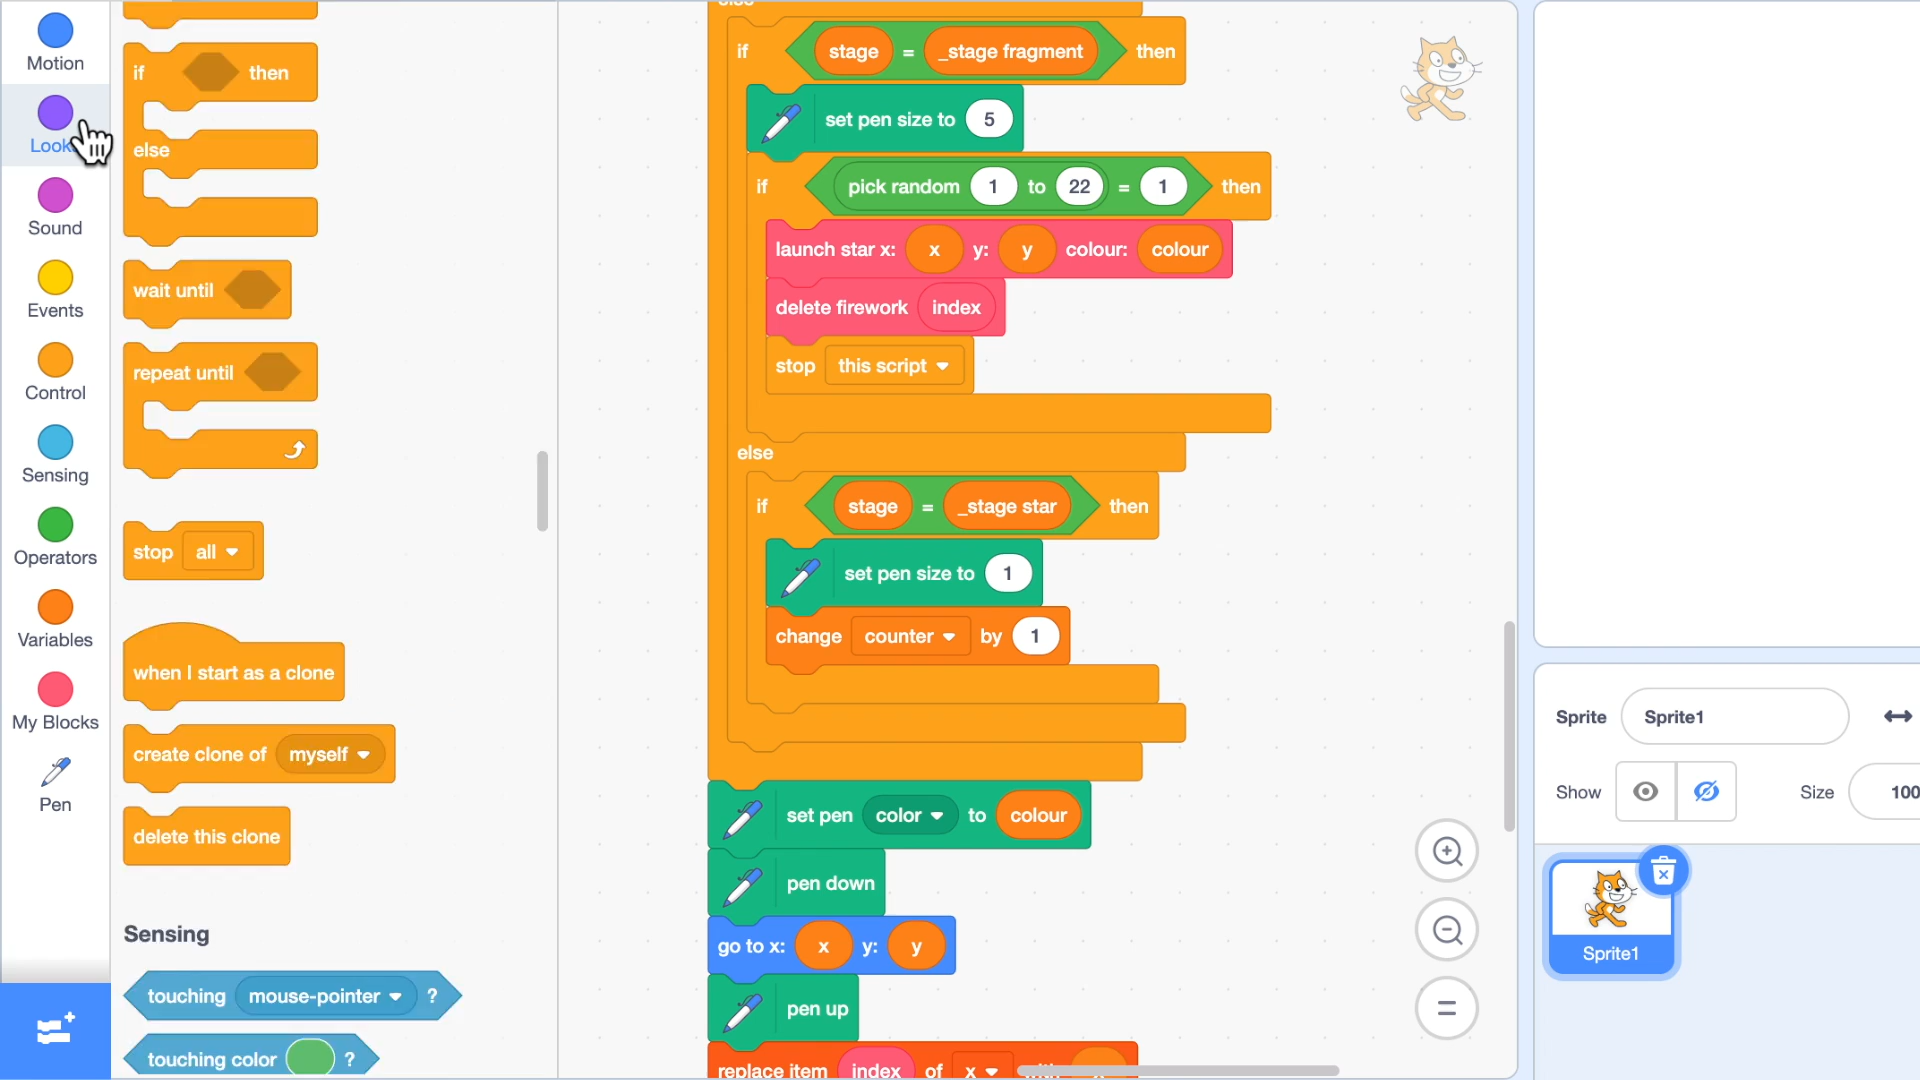 Motion
Look
Sound
Events
Control
Sensing
Operators
Variables
My Blocks
Pen
if then
else
wait until
repeat until
stop all
when I start as a clone
create clone of myself
delete this clone
Sensing
touching mouse-pointer ?
touching color ?
else
if stage = _stage fragment then
set pen size to 5
if pick random 1 to 22 = 1 then
launch star x: x y: y colour: colour
delete firework index
stop this script
else
if stage = _stage star then
set pen size to 1
change counter by 1
set pen color to colour
pen down
go to x: x y: y
pen up
replace item index of x with
Sprite Sprite1
Show Size 100
Sprite1